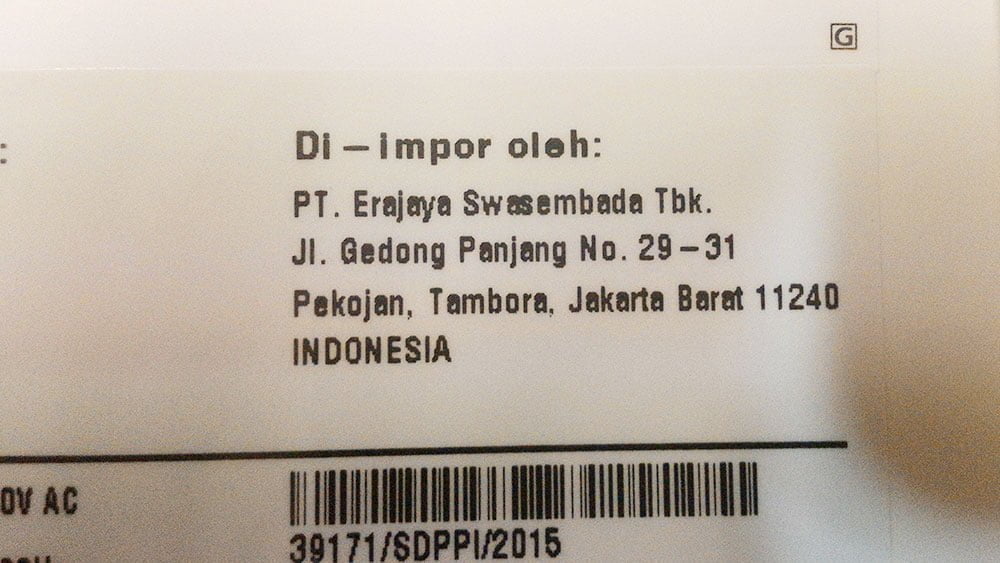 G
:
Di – Impor oleh:
PT. Erajaya Swasembada Tbk.
Jl. Gedong Panjang No. 29 – 31
Pekojan, Tambora, Jakarta Barat 11240
INDONESIA
0V AC
39171/SDPPI/2015